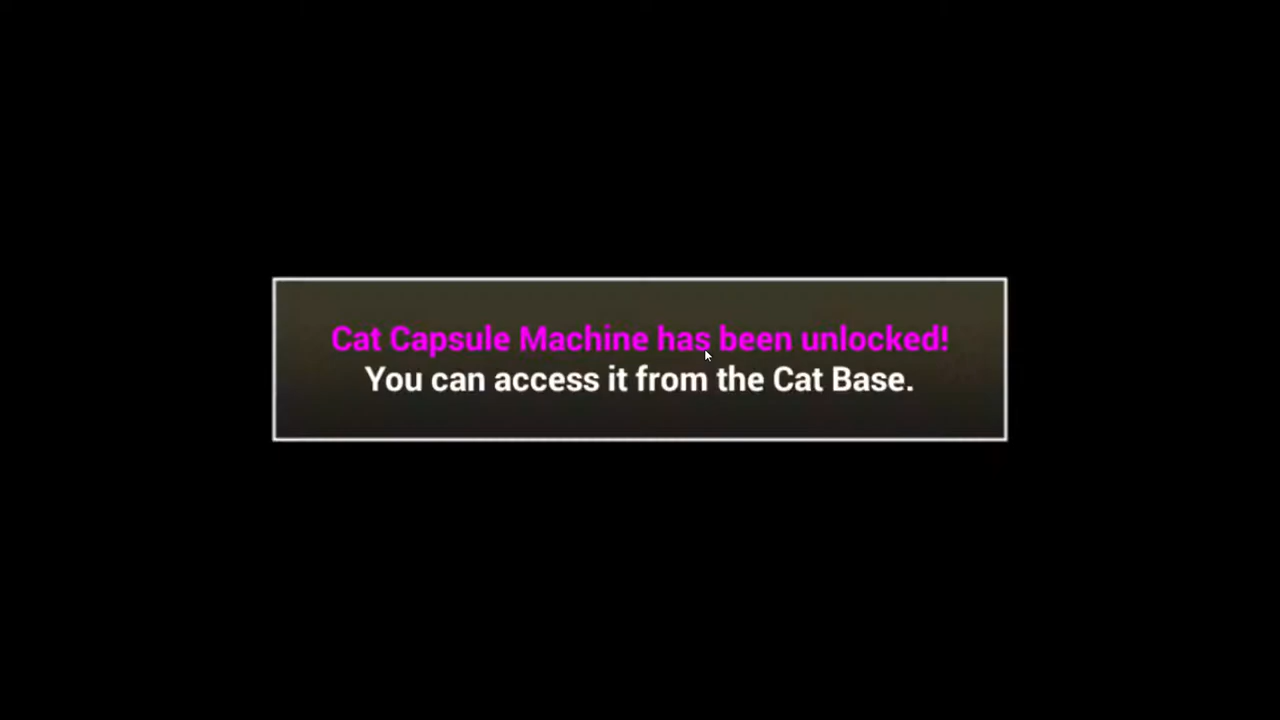 Cat Capsule Machine has been unlocked!
You can access it from the Cat Base.